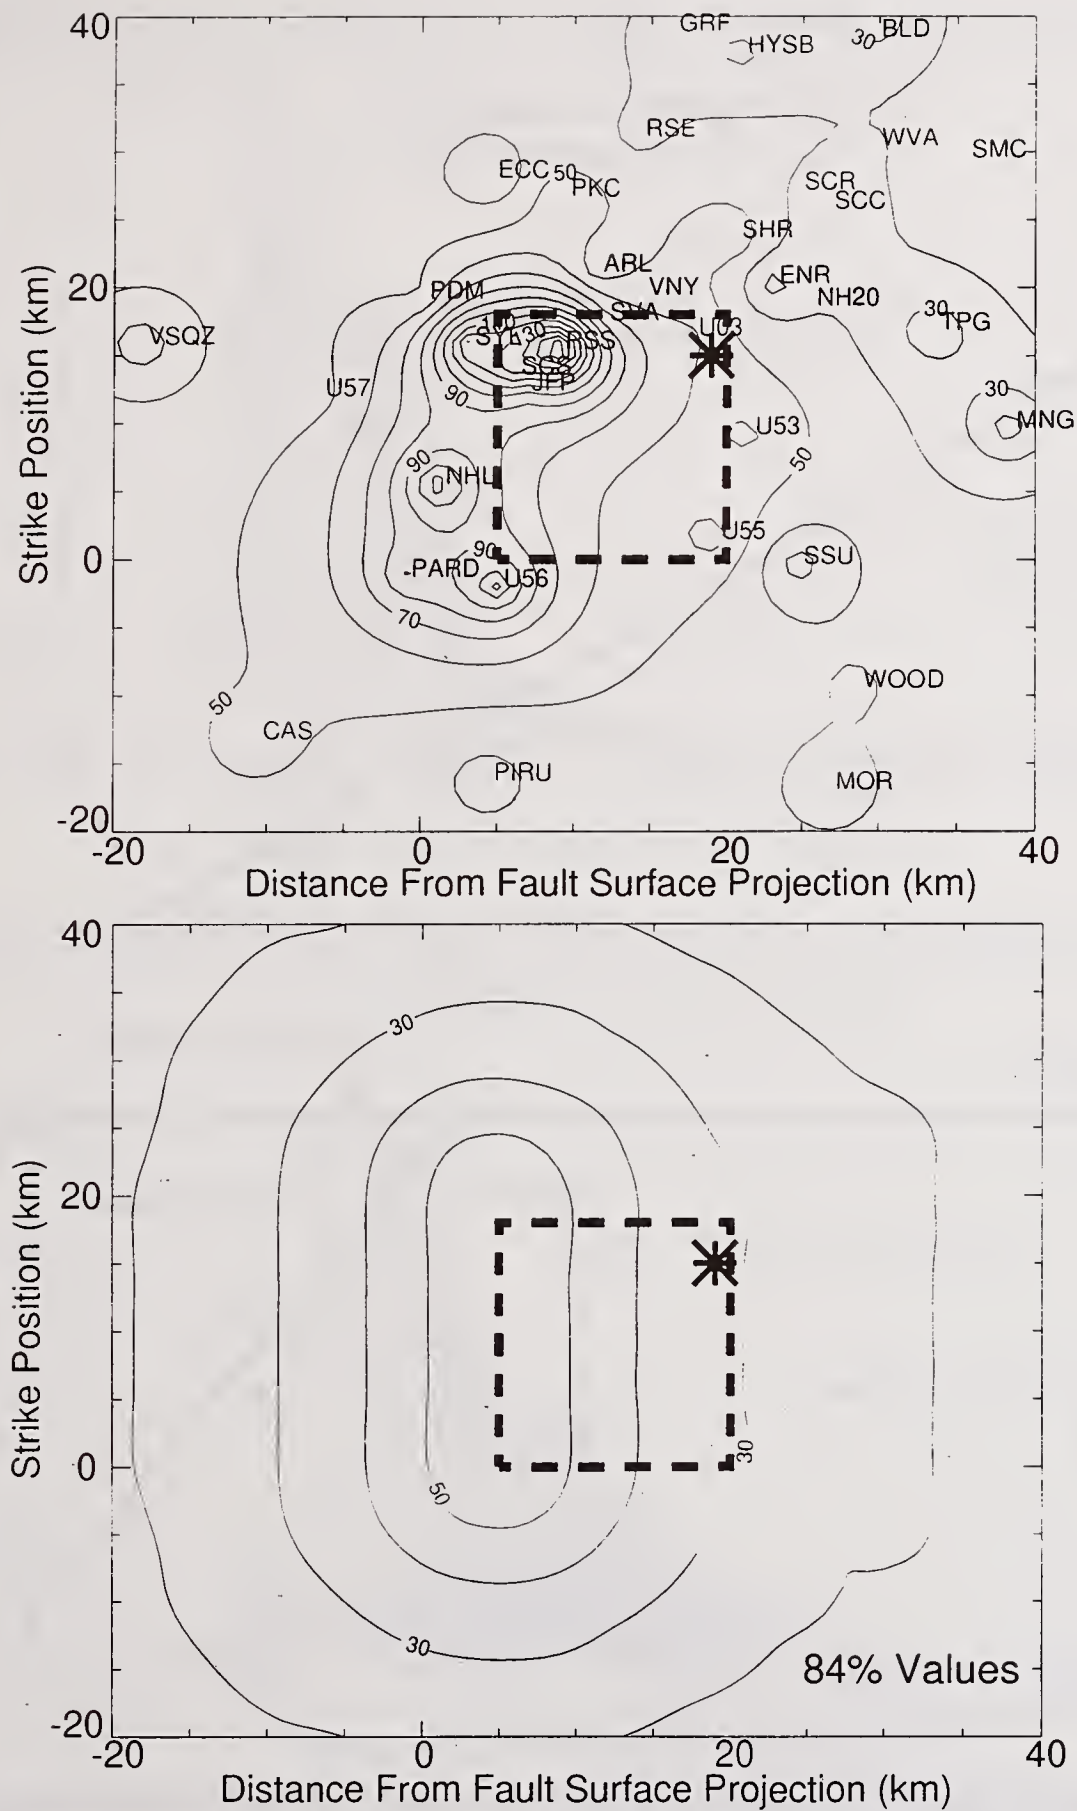 40
GRF
HYSB
30
BLD
RSE
WVA
SMC
ECC
50
PKC
SCR
SCC
SHR
ARL
20
PDM
VNY
ENR
NH20
30
TPG
SVA
U03
VSQZ
RSS
JFP
U57
90
30
MNG
U53
50
90
NHL
U55
SSU
0
90
PARD
U56
70
50
WOOD
CAS
PIRU
MOR
-20
-20 0 20 40
Strike Position (km)
Distance From Fault Surface Projection (km)
40
30
20
0
50
30
30
84% Values
-20
-20 0 20 40
Strike Position (km)
Distance From Fault Surface Projection (km)